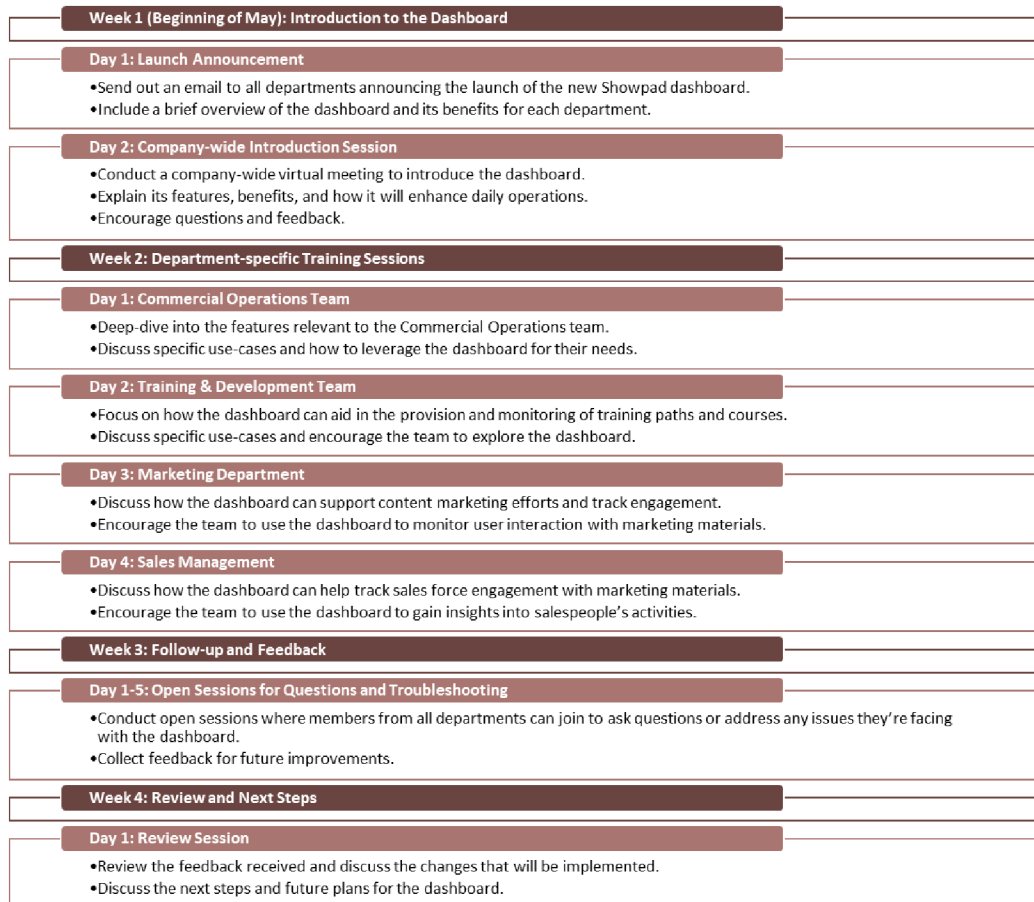 Week 1 (Beginning of May): Introduction to the Dashboard
Day 1: Launch Announcement
•Send out an email to all departments announcing the launch of the new Showpad dashboard.
•Include a brief overview of the dashboard and its benefits for each department.
Day 2: Company-wide Introduction Session
•Conduct a company-wide virtual meeting to introduce the dashboard.
•Explain its features, benefits, and how it will enhance daily operations.
•Encourage questions and feedback.
Week 2: Department-specific Training Sessions
Day 1: Commercial Operations Team
•Deep-dive into the features relevant to the Commercial Operations team.
•Discuss specific use-cases and how to leverage the dashboard for their needs.
Day 2: Training & Development Team
•Focus on how the dashboard can aid in the provision and monitoring of training paths and courses.
•Discuss specific use-cases and encourage the team to explore the dashboard.
Day 3: Marketing Department
•Discuss how the dashboard can support content marketing efforts and track engagement.
•Encourage the team to use the dashboard to monitor user interaction with marketing materials.
Day 4: Sales Management
•Discuss how the dashboard can help track sales force engagement with marketing materials.
•Encourage the team to use the dashboard to gain insights into salespeople's activities.
Week 3: Follow-up and Feedback
Day 1-5: Open Sessions for Questions and Troubleshooting
•Conduct open sessions where members from all departments can join to ask questions or address any issues they're facing
with the dashboard.
•Collect feedback for future improvements.
Week 4: Review and Next Steps
Day 1: Review Session
•Review the feedback received and discuss the changes that will be implemented.
•Discuss the next steps and future plans for the dashboard.